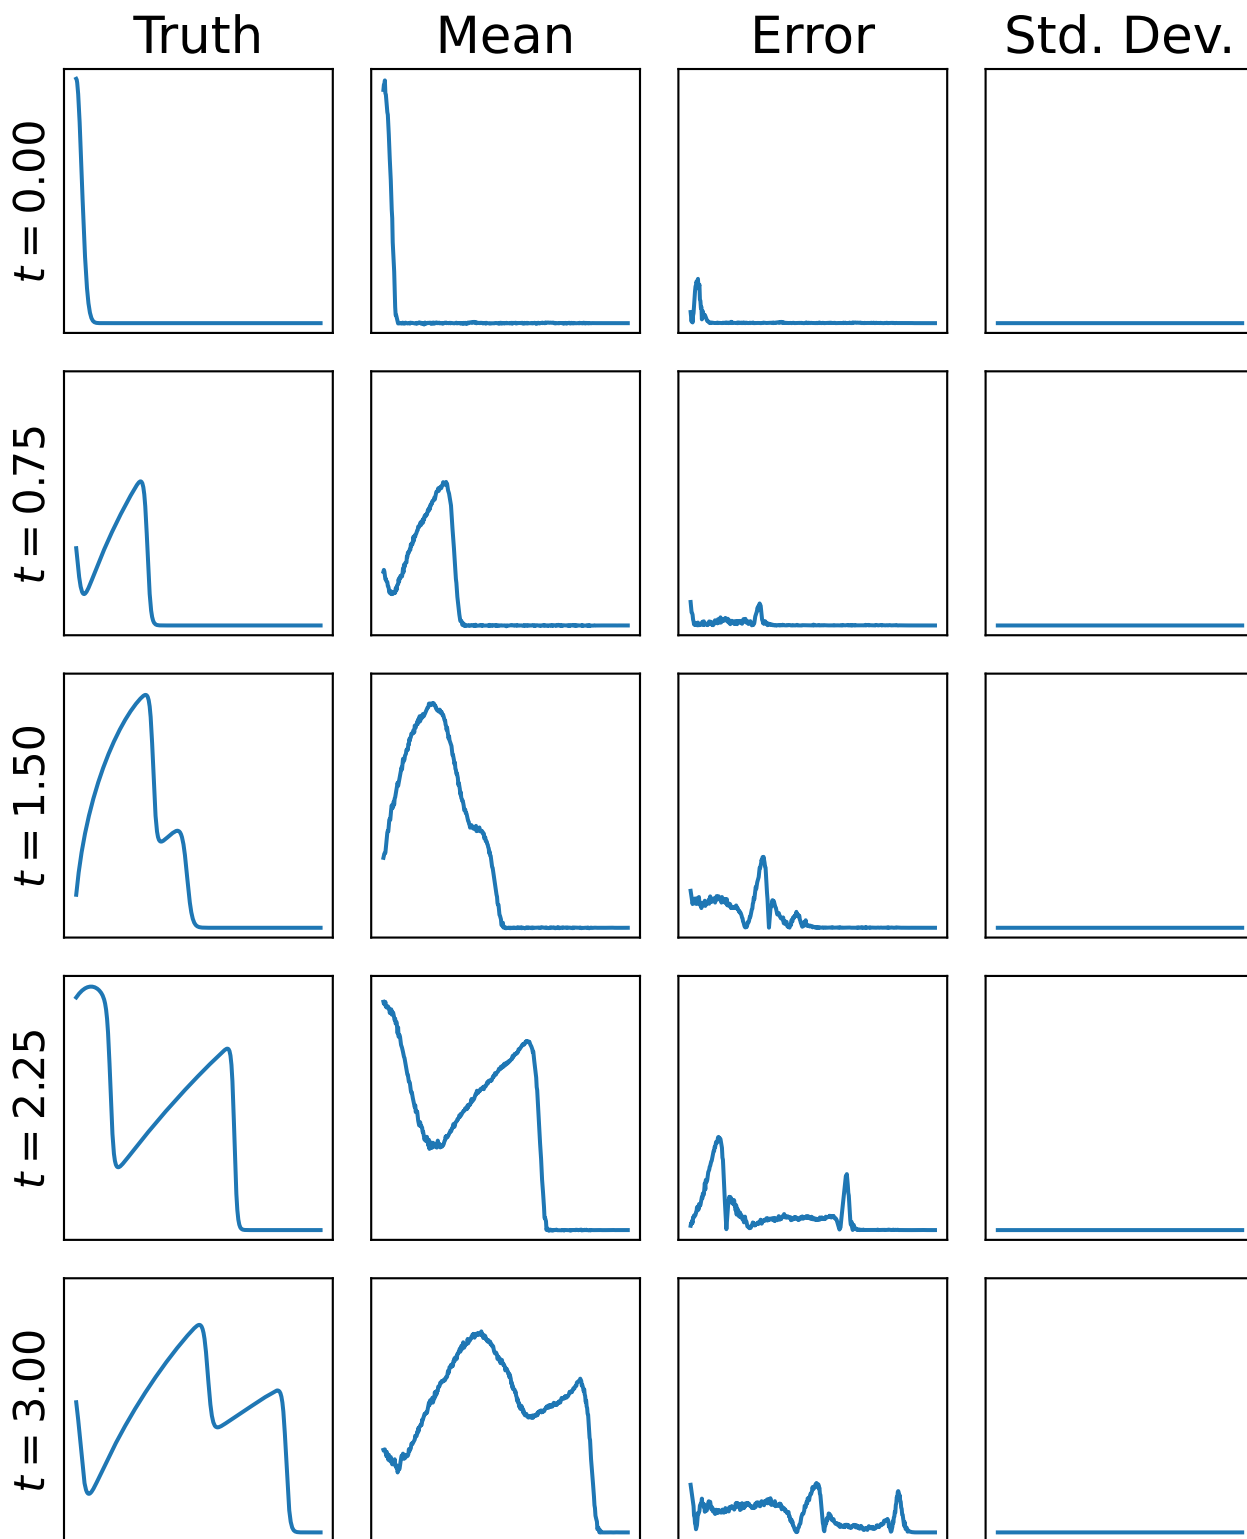 Truth Mean Error Std. Dev.
t = 0.00
t = 0.75
t = 1.50
t = 2.25
t = 3.00